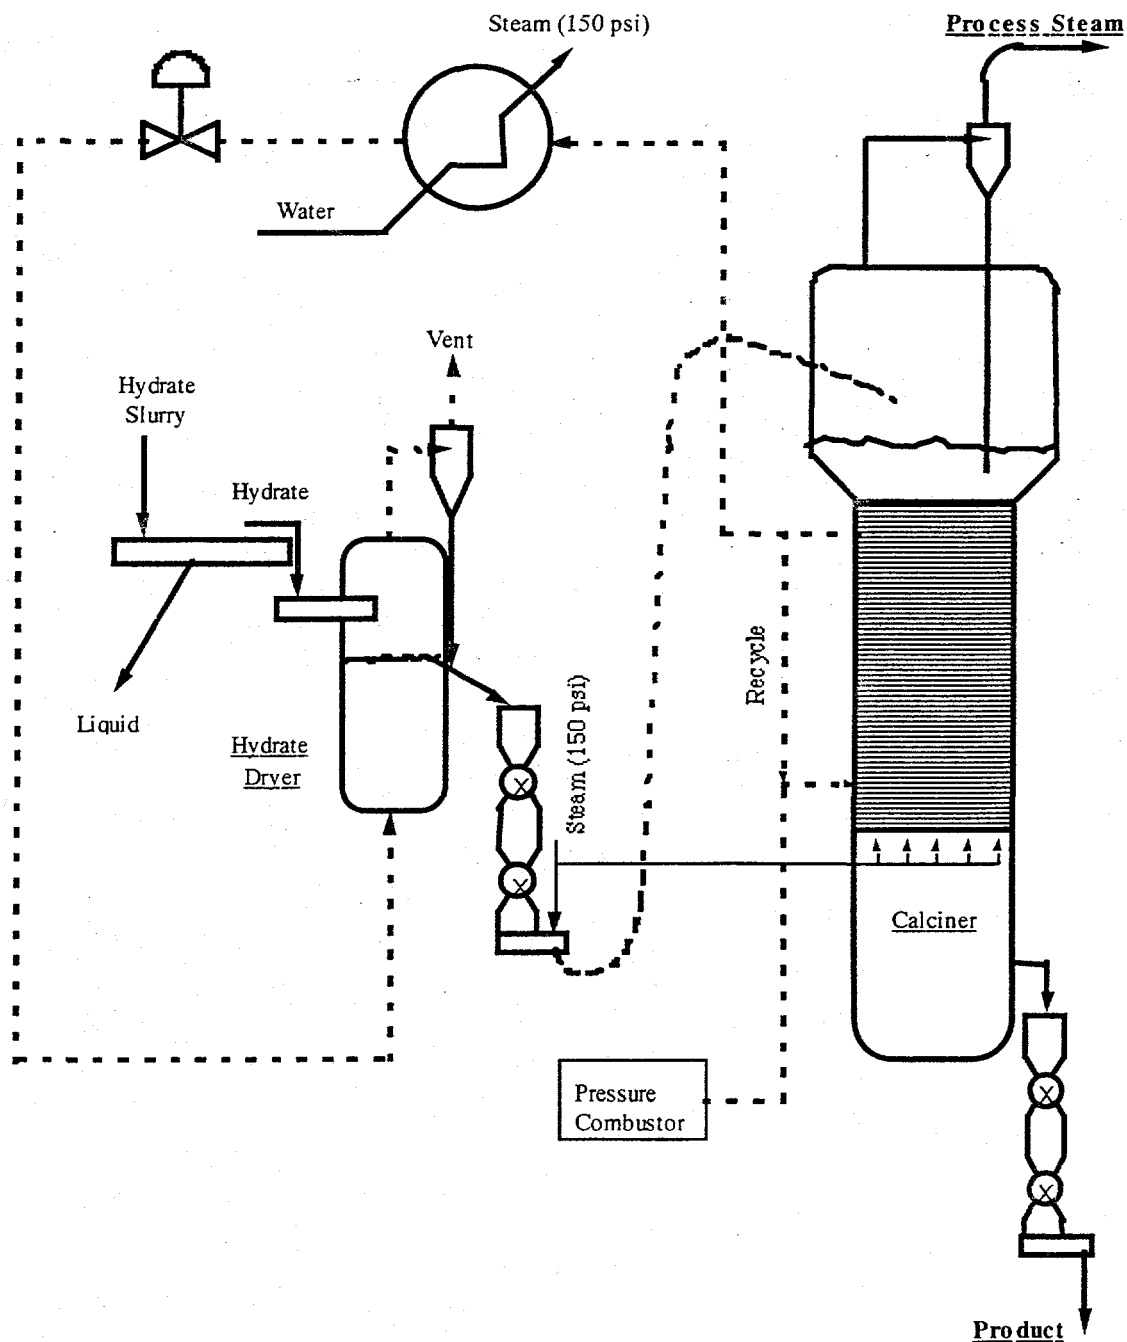 Steam (150 psi)
Process Steam
Water
Vent
Hydrate
Slurry
Hydrate
Liquid
Hydrate
Dryer
Steam (150 psi)
Recycle
Calciner
Pressure
Combustor
Product